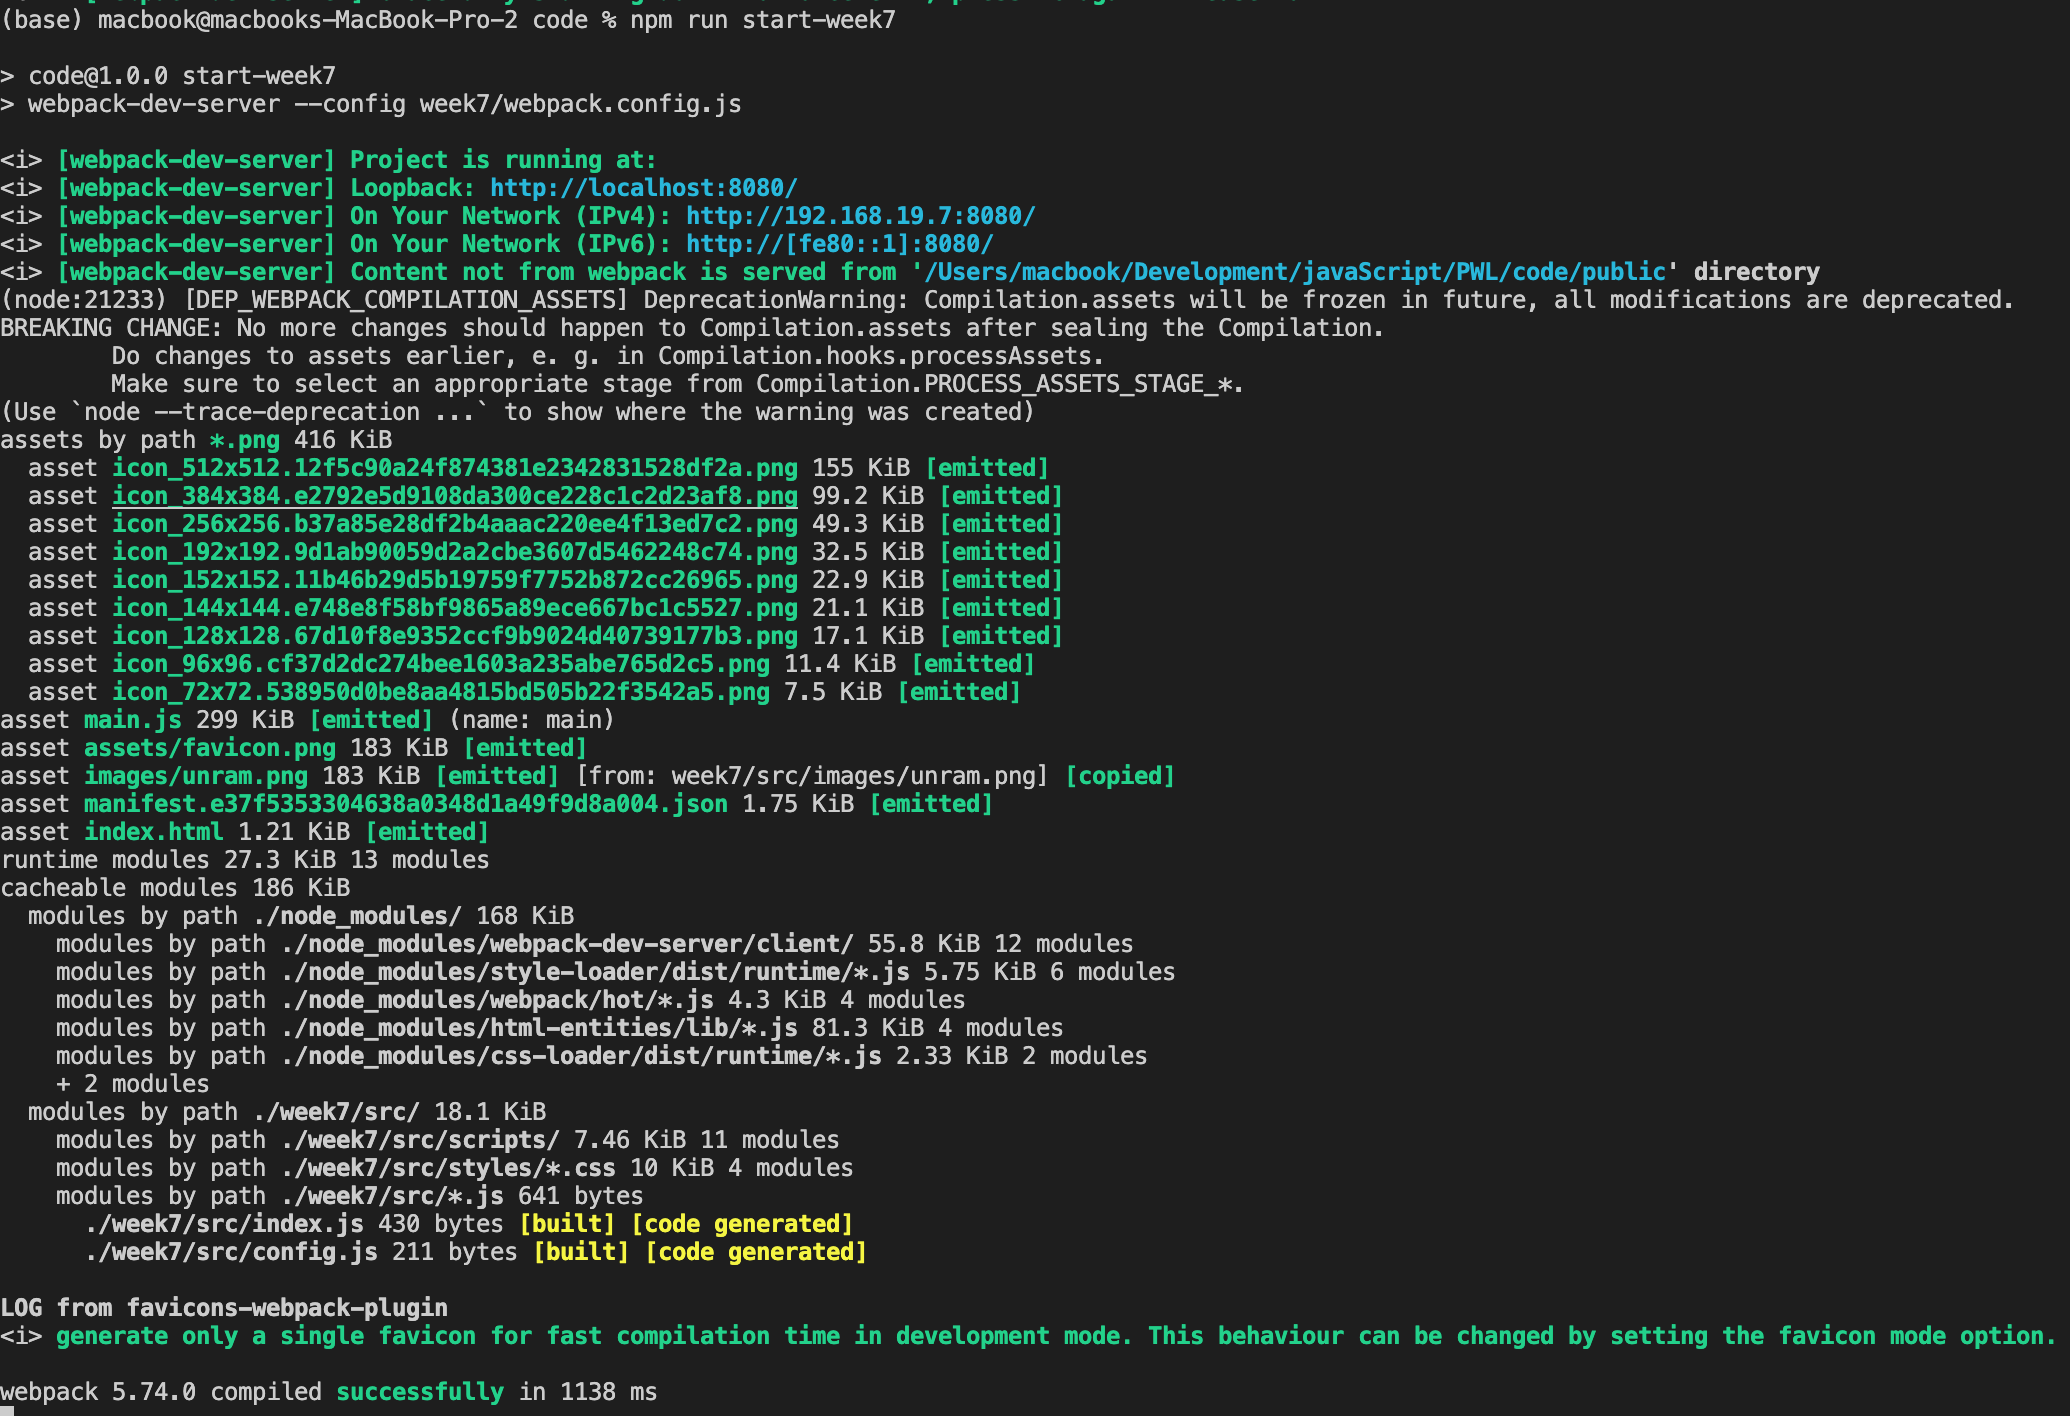 (base) macbook@macbooks-MacBook-Pro-2 code % npm run start-week7
> code@1.0.0 start-week7
> webpack-dev-server --config week7/webpack.config.js
<i> [webpack-dev-server] Project is running at:
<i> [webpack-dev-server] Loopback: http://localhost:8080/
<i> [webpack-dev-server] On Your Network (IPv4): http://192.168.19.7:8080/
<i> [webpack-dev-server] On Your Network (IPv6): http://[fe80::1]:8080/
<i> [webpack-dev-server] Content not from webpack is served from '/Users/macbook/Development/javaScript/PWL/code/public' directory
(node:21233) [DEP_WEBPACK_COMPILATION_ASSETS] DeprecationWarning: Compilation.assets will be frozen in future, all modifications are deprecated.
BREAKING CHANGE: No more changes should happen to Compilation.assets after sealing the Compilation.
Do changes to assets earlier, e. g. in Compilation.hooks.processAssets.
Make sure to select an appropriate stage from Compilation.PROCESS_ASSETS_STAGE_*.
(Use `node --trace-deprecation ...` to show where the warning was created)
assets by path *.png 416 KiB
asset icon_512x512.12f5c90a24f874381e2342831528df2a.png 155 KiB [emitted]
asset icon_384x384.e2792e5d9108da300ce228c1c2d23af8.png 99.2 KiB [emitted]
asset icon_256x256.b37a85e28df2b4aaac220ee4f13ed7c2.png 49.3 KiB [emitted]
asset icon_192x192.9d1ab90059d2a2cbe3607d5462248c74.png 32.5 KiB [emitted]
asset icon_152x152.11b46b29d5b19759f7752b872cc26965.png 22.9 KiB [emitted]
asset icon_144x144.e748e8f58bf9865a89ece667bc1c5527.png 21.1 KiB [emitted]
asset icon_128x128.67d10f8e9352ccf9b9024d40739177b3.png 17.1 KiB [emitted]
asset icon_96x96.cf37d2dc274bee1603a235abe765d2c5.png 11.4 KiB [emitted]
asset icon_72x72.538950d0be8aa4815bd505b22f3542a5.png 7.5 KiB [emitted]
asset main.js 299 KiB [emitted] (name: main)
asset assets/favicon.png 183 KiB [emitted]
asset images/unram.png 183 KiB [emitted] [from: week7/src/images/unram.png] [copied]
asset manifest.e37f5353304638a0348d1a49f9d8a004.json 1.75 KiB [emitted]
asset index.html 1.21 KiB [emitted]
runtime modules 27.3 KiB 13 modules
cacheable modules 186 KiB
modules by path ./node_modules/ 168 KiB
modules by path ./node_modules/webpack-dev-server/client/ 55.8 KiB 12 modules
modules by path ./node_modules/style-loader/dist/runtime/*.js 5.75 KiB 6 modules
modules by path ./node_modules/webpack/hot/*.js 4.3 KiB 4 modules
modules by path ./node_modules/html-entities/lib/*.js 81.3 KiB 4 modules
modules by path ./node_modules/css-loader/dist/runtime/*.js 2.33 KiB 2 modules
+ 2 modules
modules by path ./week7/src/ 18.1 KiB
modules by path ./week7/src/scripts/ 7.46 KiB 11 modules
modules by path ./week7/src/styles/*.css 10 KiB 4 modules
modules by path ./week7/src/*.js 641 bytes
./week7/src/index.js 430 bytes [built] [code generated]
./week7/src/config.js 211 bytes [built] [code generated]
LOG from favicons-webpack-plugin
<i> generate only a single favicon for fast compilation time in development mode. This behaviour can be changed by setting the favicon mode option.
webpack 5.74.0 compiled successfully in 1138 ms